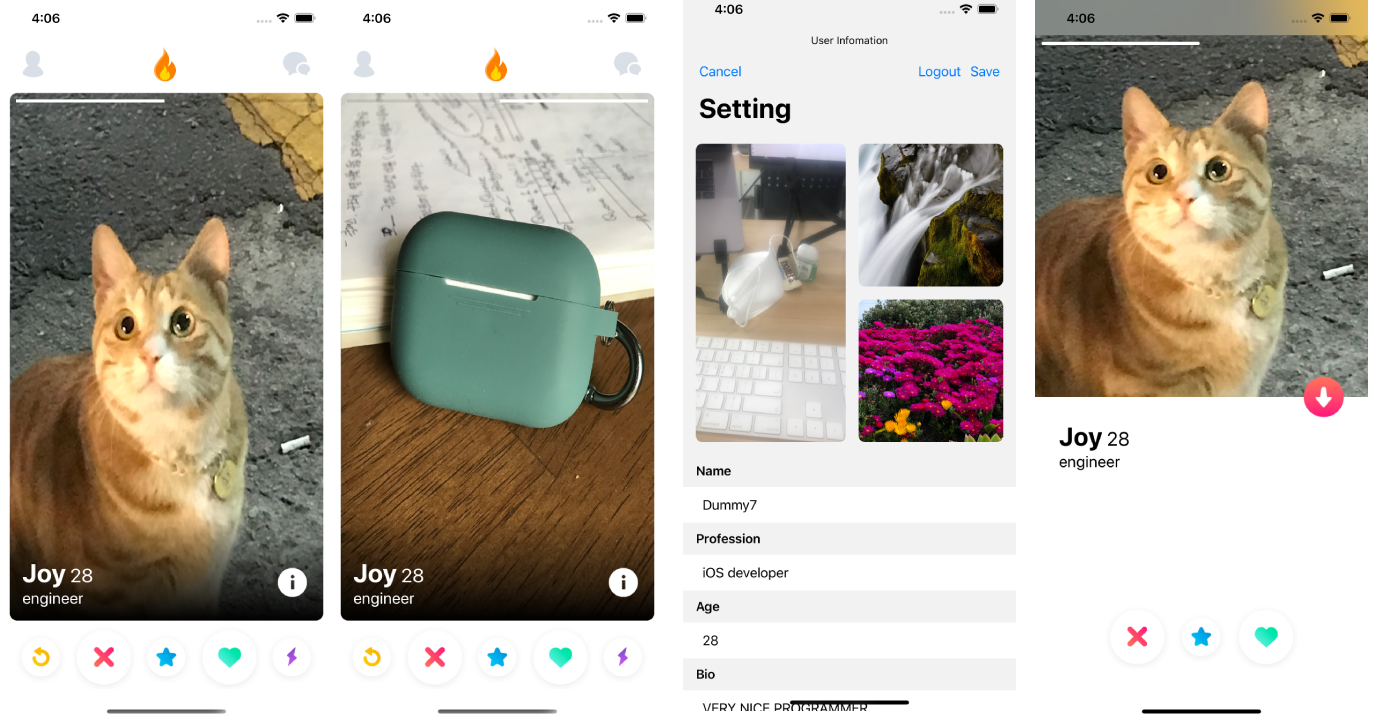 4:06
Joy 28
engineer
4:06
Joy 28
engineer
4:06
User Infomation
Cancel
Logout Save
Setting
Name
Dummy7
Profession
iOS developer
Age
28
Bio
VERY NICE PROGRAMMER
4:06
Joy 28
engineer